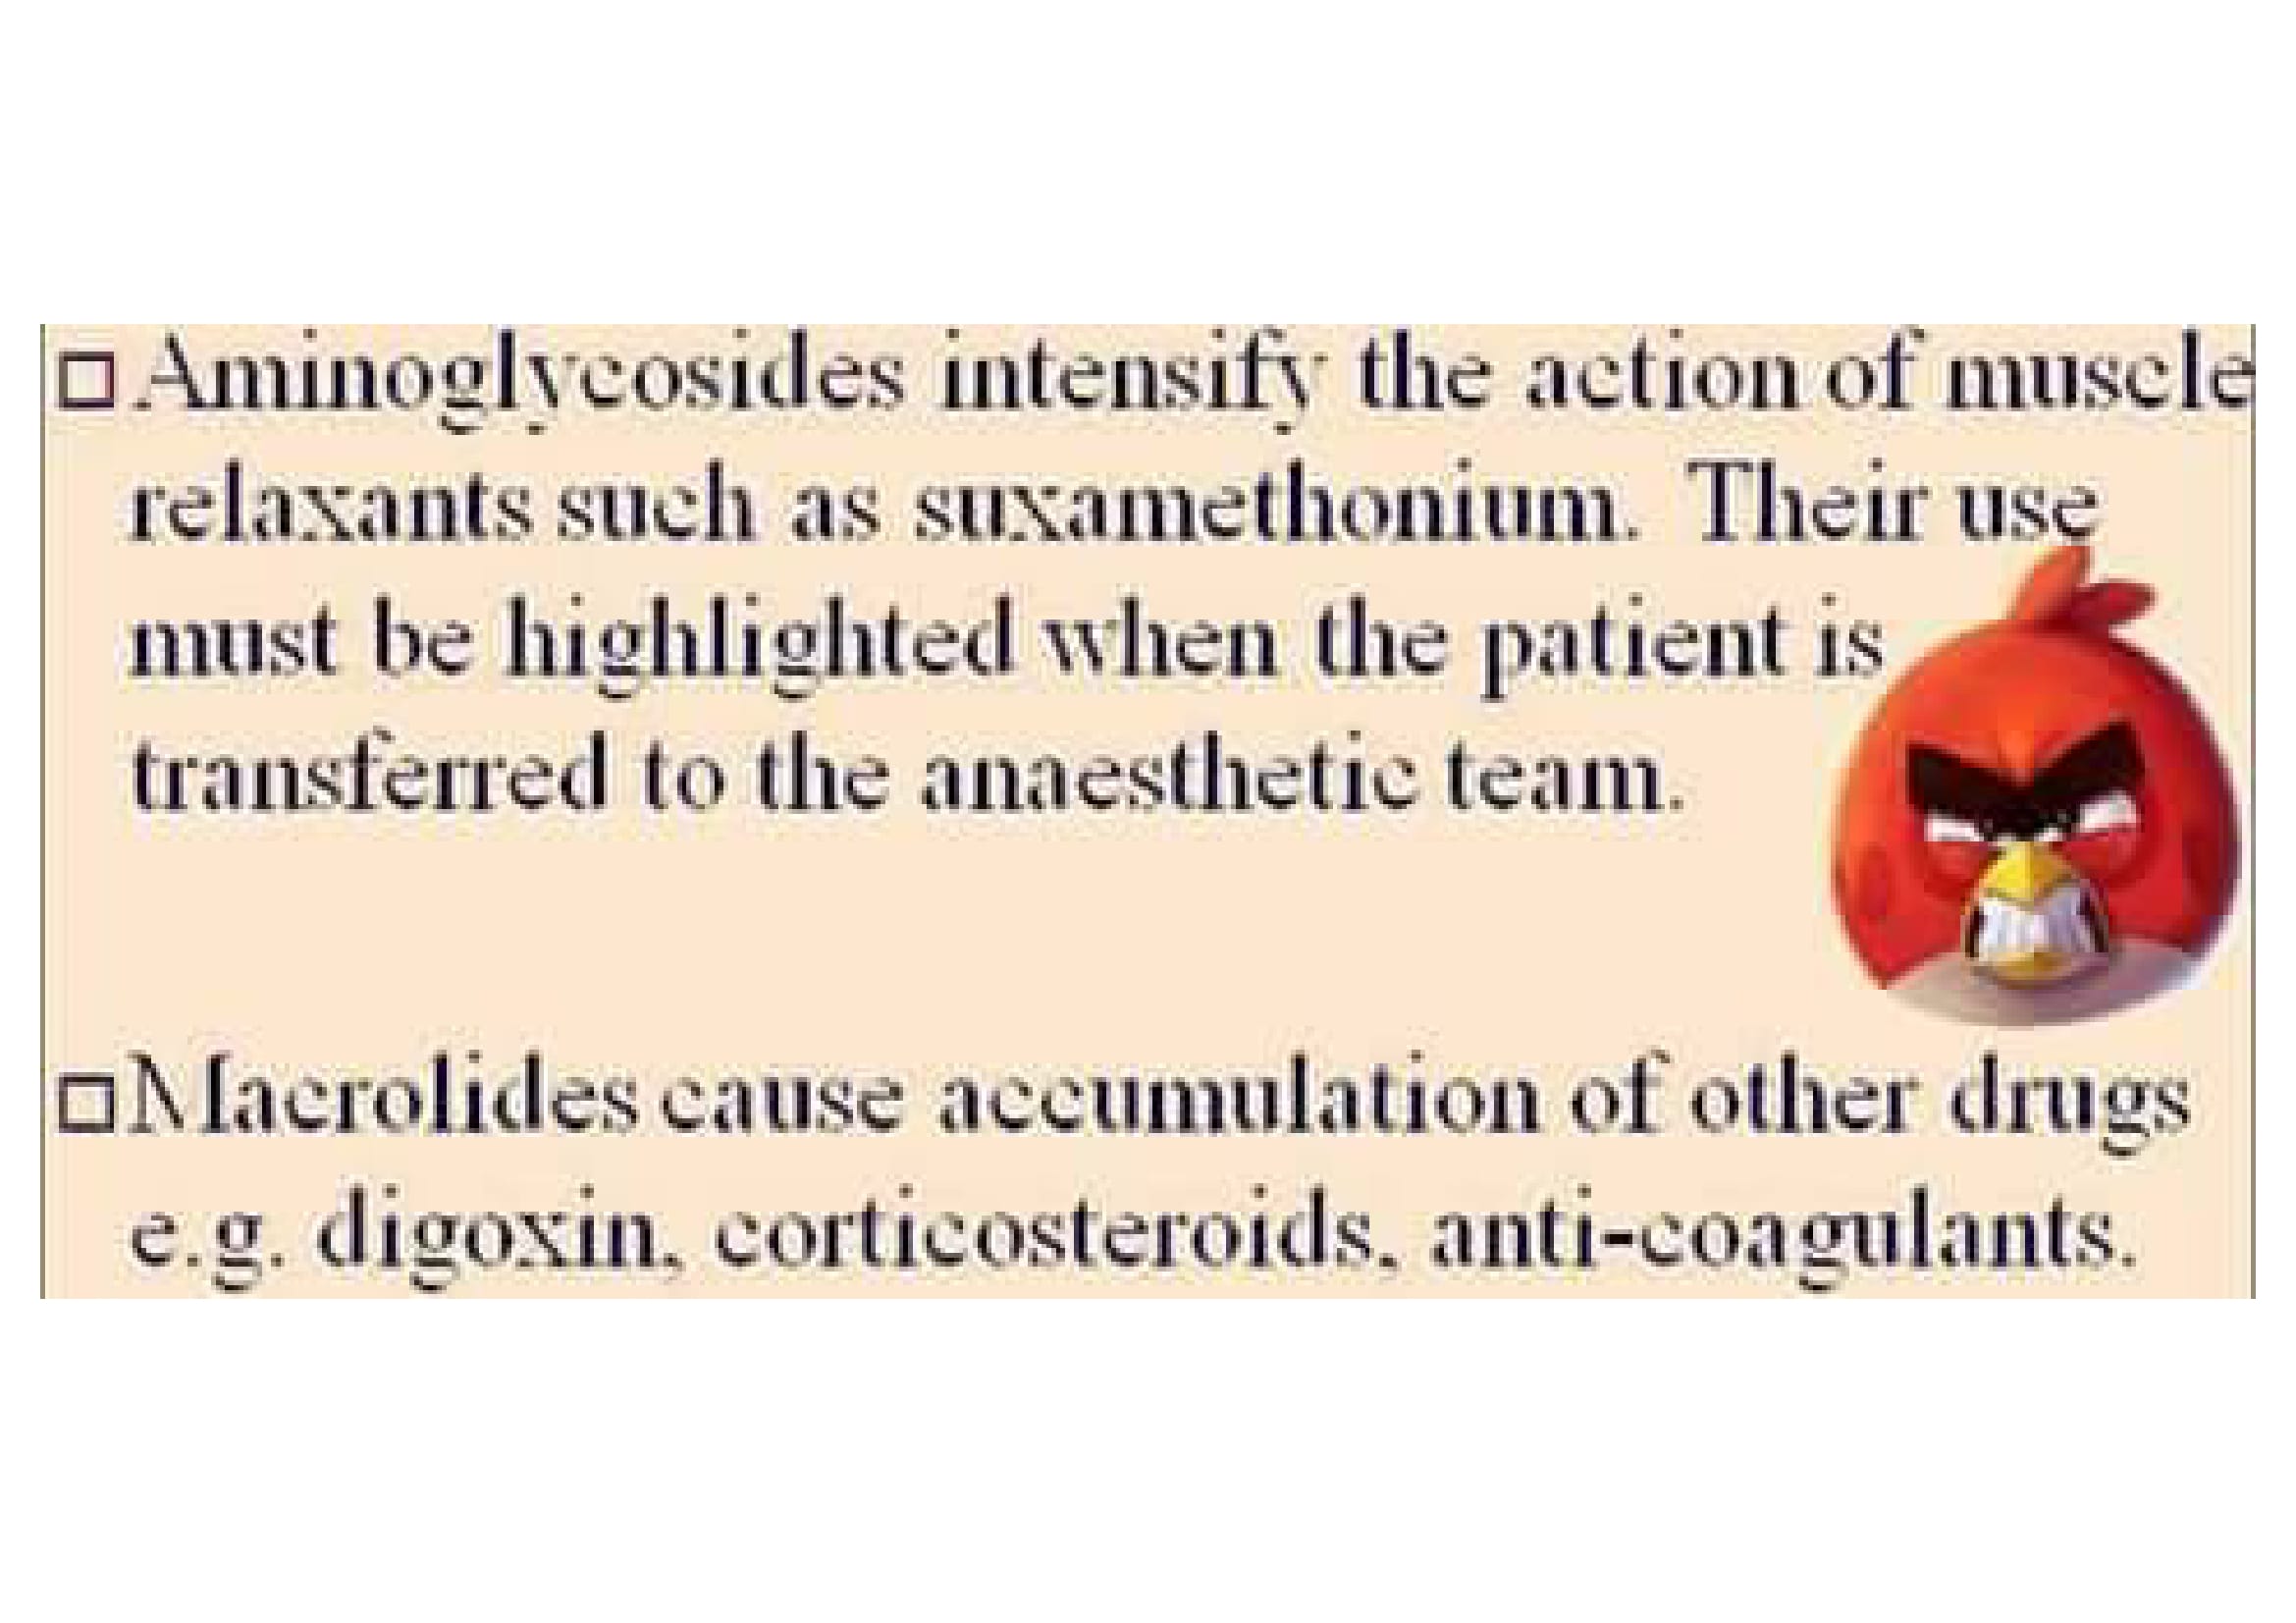 Aminoglycosides intensify the action of muscle
relaxants such as suxamethonium. Their use
must be highlighted when the patient is
transferred to the anaesthetic team.
Macrolides cause accumulation of other drugs
e.g. digoxin, corticosteroids, anti-coagulants.